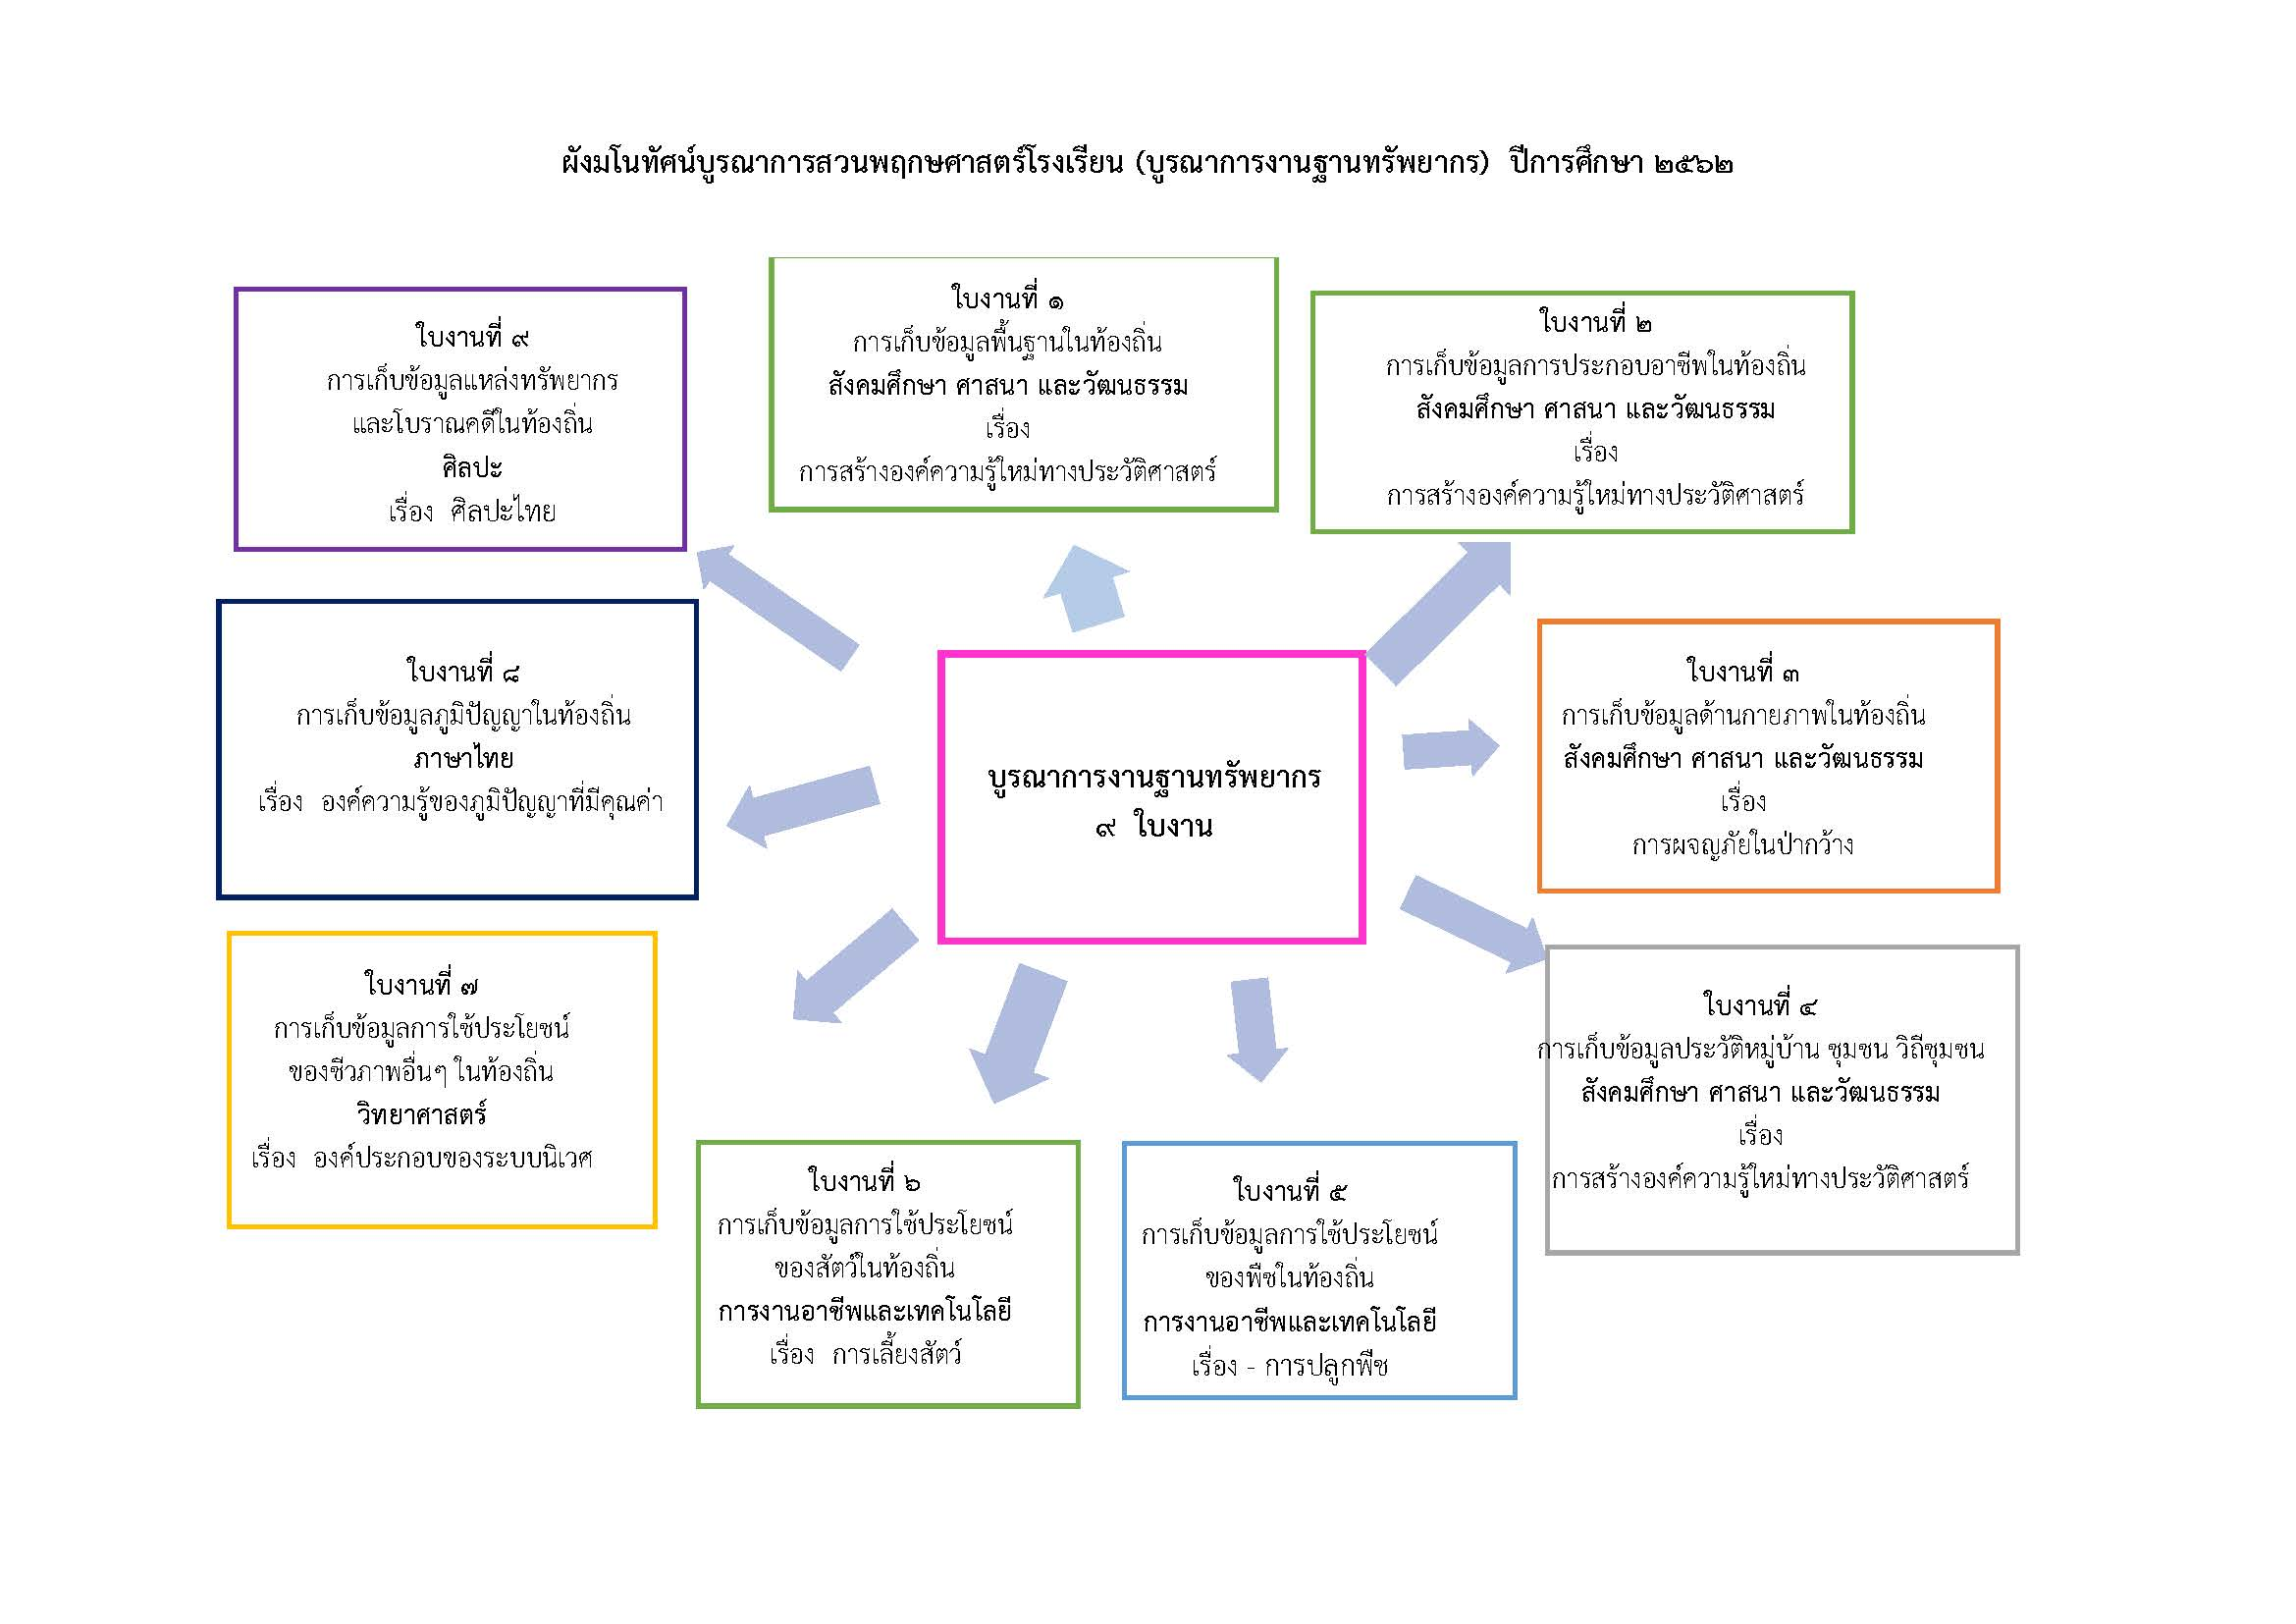 ผังมโนทัศน์บูรณาการสวนพฤกษศาสตร์โรงเรียน (บูรณาการงานฐานทรัพยากร) ปีการศึกษา ๒๕๖๒
ใบงานที่ ๑
การเก็บข้อมูลพื้นฐานในท้องถิ่น
สังคมศึกษา ศาสนา และวัฒนธรรม
เรื่อง
การสร้างองค์ความรู้ใหม่ทางประวัติศาสตร์
ใบงานที่ ๒
การเก็บข้อมูลการประกอบอาชีพในท้องถิ่น
สังคมศึกษา ศาสนา และวัฒนธรรม
เรื่อง
การสร้างองค์ความรู้ใหม่ทางประวัติศาสตร์
ใบงานที่ ๓
การเก็บข้อมูลด้านกายภาพในท้องถิ่น
สังคมศึกษา ศาสนา และวัฒนธรรม
เรื่อง
การผจญภัยในป่ากว้าง
ใบงานที่ ๔
การเก็บข้อมูลประวัติหมู่บ้าน ชุมชน วิถีชุมชน
สังคมศึกษา ศาสนา และวัฒนธรรม
เรื่อง
การสร้างองค์ความรู้ใหม่ทางประวัติศาสตร์
ใบงานที่ ๕
การเก็บข้อมูลการใช้ประโยชน์
ของพืชในท้องถิ่น
การงานอาชีพและเทคโนโลยี
เรื่อง - การปลูกพืช
ใบงานที่ ๖
การเก็บข้อมูลการใช้ประโยชน์
ของสัตว์ในท้องถิ่น
การงานอาชีพและเทคโนโลยี
เรื่อง การเลี้ยงสัตว์
ใบงานที่ ๗
การเก็บข้อมูลการใช้ประโยชน์
ของชีวภาพอื่นๆ ในท้องถิ่น
วิทยาศาสตร์
เรื่อง องค์ประกอบของระบบนิเวศ
ใบงานที่ ๘
การเก็บข้อมูลภูมิปัญญาในท้องถิ่น
ภาษาไทย
เรื่อง องค์ความรู้ของภูมิปัญญาที่มีคุณค่า
ใบงานที่ ๙
การเก็บข้อมูลแหล่งทรัพยากร
และโบราณคดีในท้องถิ่น
ศิลปะ
เรื่อง ศิลปะไทย
บูรณาการงานฐานทรัพยากร
๙ ใบงาน